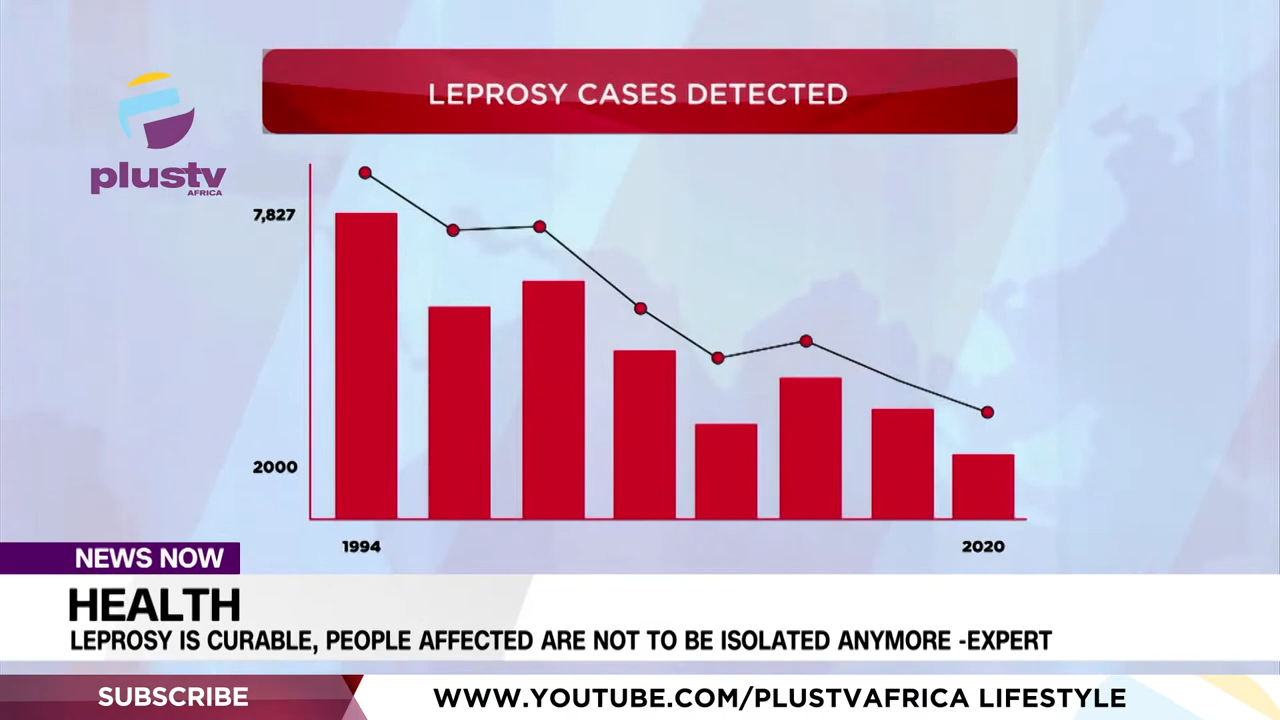 LEPROSY CASES DETECTED
plustv
AFRICA
7,827
2000
1994
2020
NEWS NOW
HEALTH
LEPROSY IS CURABLE, PEOPLE AFFECTED ARE NOT TO BE ISOLATED ANYMORE -EXPERT
SUBSCRIBE
WWW.YOUTUBE.COM/PLUSTVAFRICA LIFESTYLE